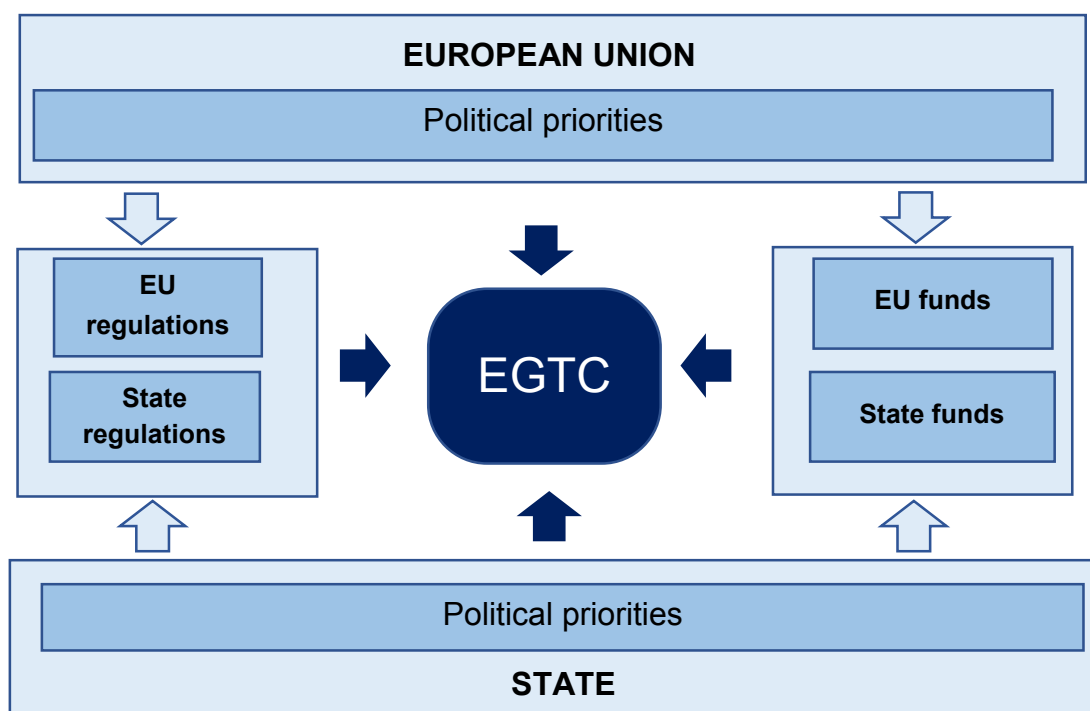 EUROPEAN UNION
Political priorities
EU
regulations
State
regulations
EGTC
EU funds
State funds
Political priorities
STATE